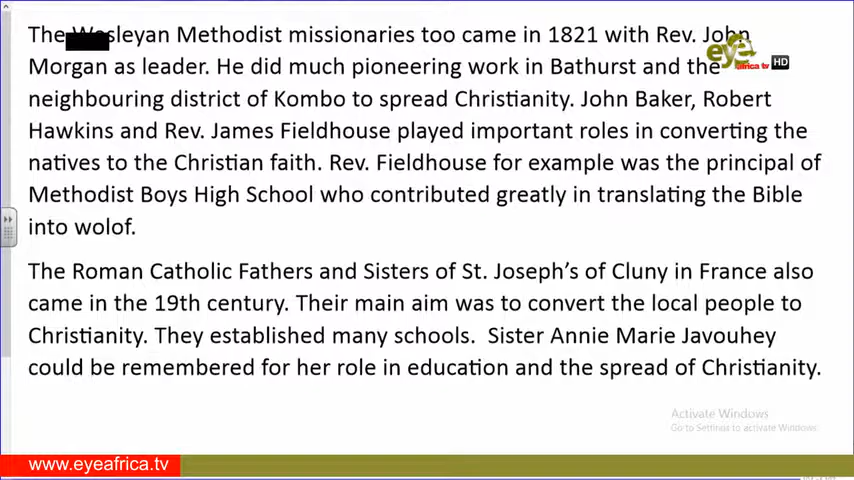 The Wesleyan Methodist missionaries too came in 1821 with Rev. John
Morgan as leader. He did much pioneering work in Bathurst and the
neighbouring district of Kombo to spread Christianity. John Baker, Robert
Hawkins and Rev. James Fieldhouse played important roles in converting the
natives to the Christian faith. Rev. Fieldhouse for example was the principal of
Methodist Boys High School who contributed greatly in translating the Bible
into wolof.
The Roman Catholic Fathers and Sisters of St. Joseph's of Cluny in France also
came in the 19th century. Their main aim was to convert the local people to
Christianity. They established many schools.  Sister Annie Marie Javouhey
could be remembered for her role in education and the spread of Christianity.
eye
africa tv HD
Activate Windows
Go to Settings to activate Windows.
www.eyeafrica.tv